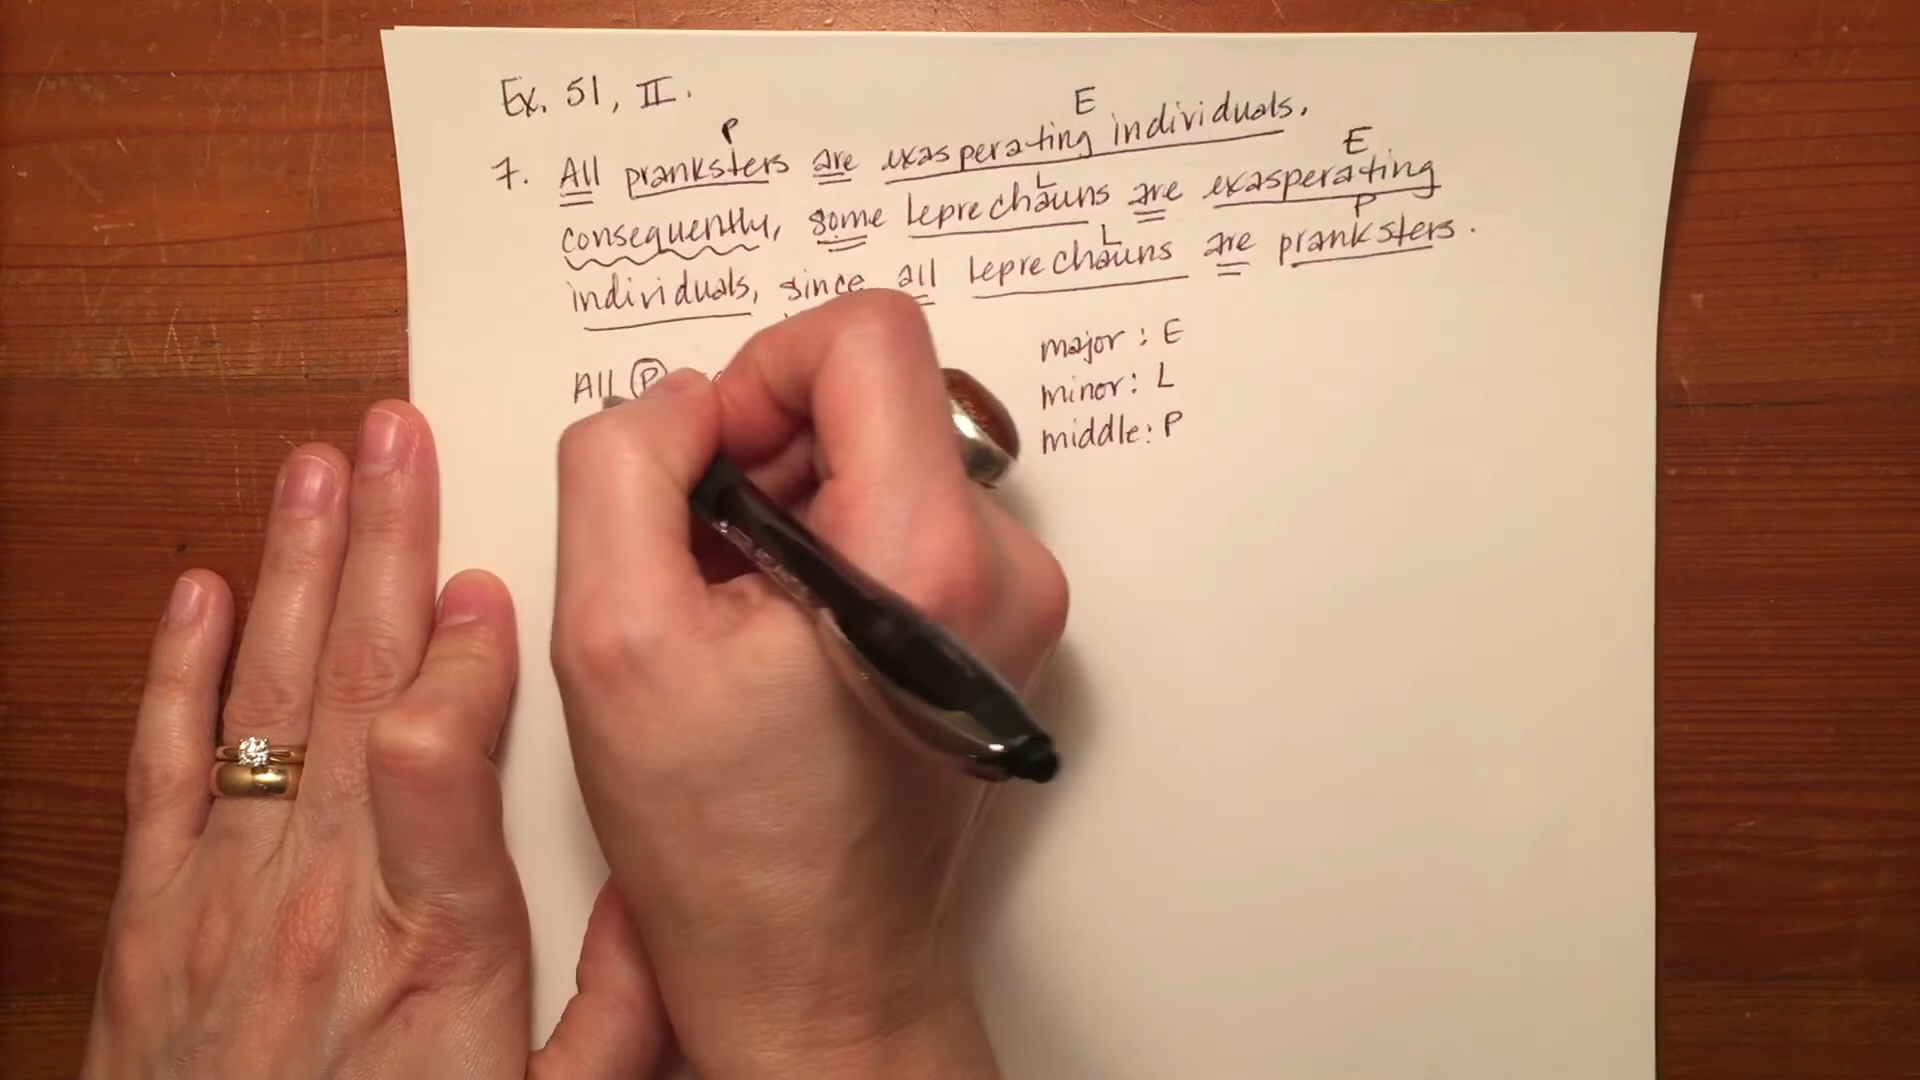 Ex. 51, II.
P E
7. All pranksters are exasperating individuals.
L E
consequently, some leprechauns are exasperating
L P
individuals, since all leprechauns are pranksters.
major: E
All P
minor: L
middle: P